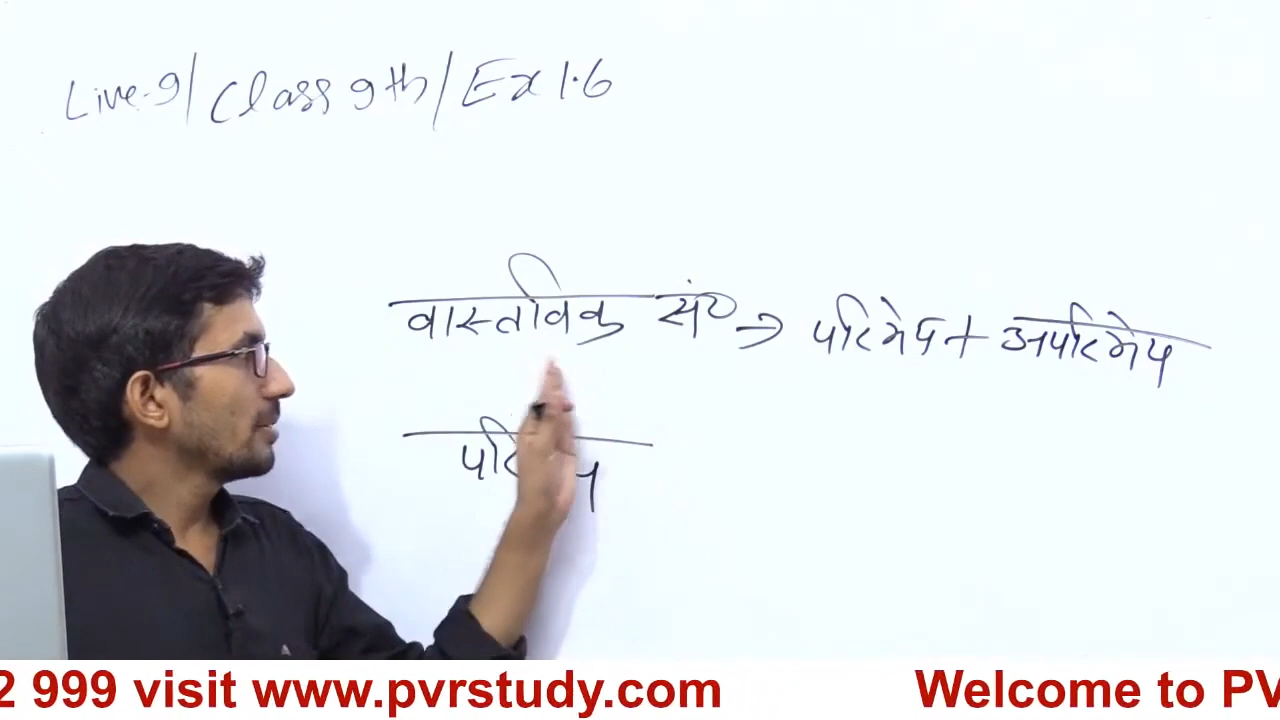 Live-9/Class 9th/Ex 1.6
वास्तविक सं० → परिमेय + अपरिमेय
2 999 visit www.pvrstudy.com Welcome to PV